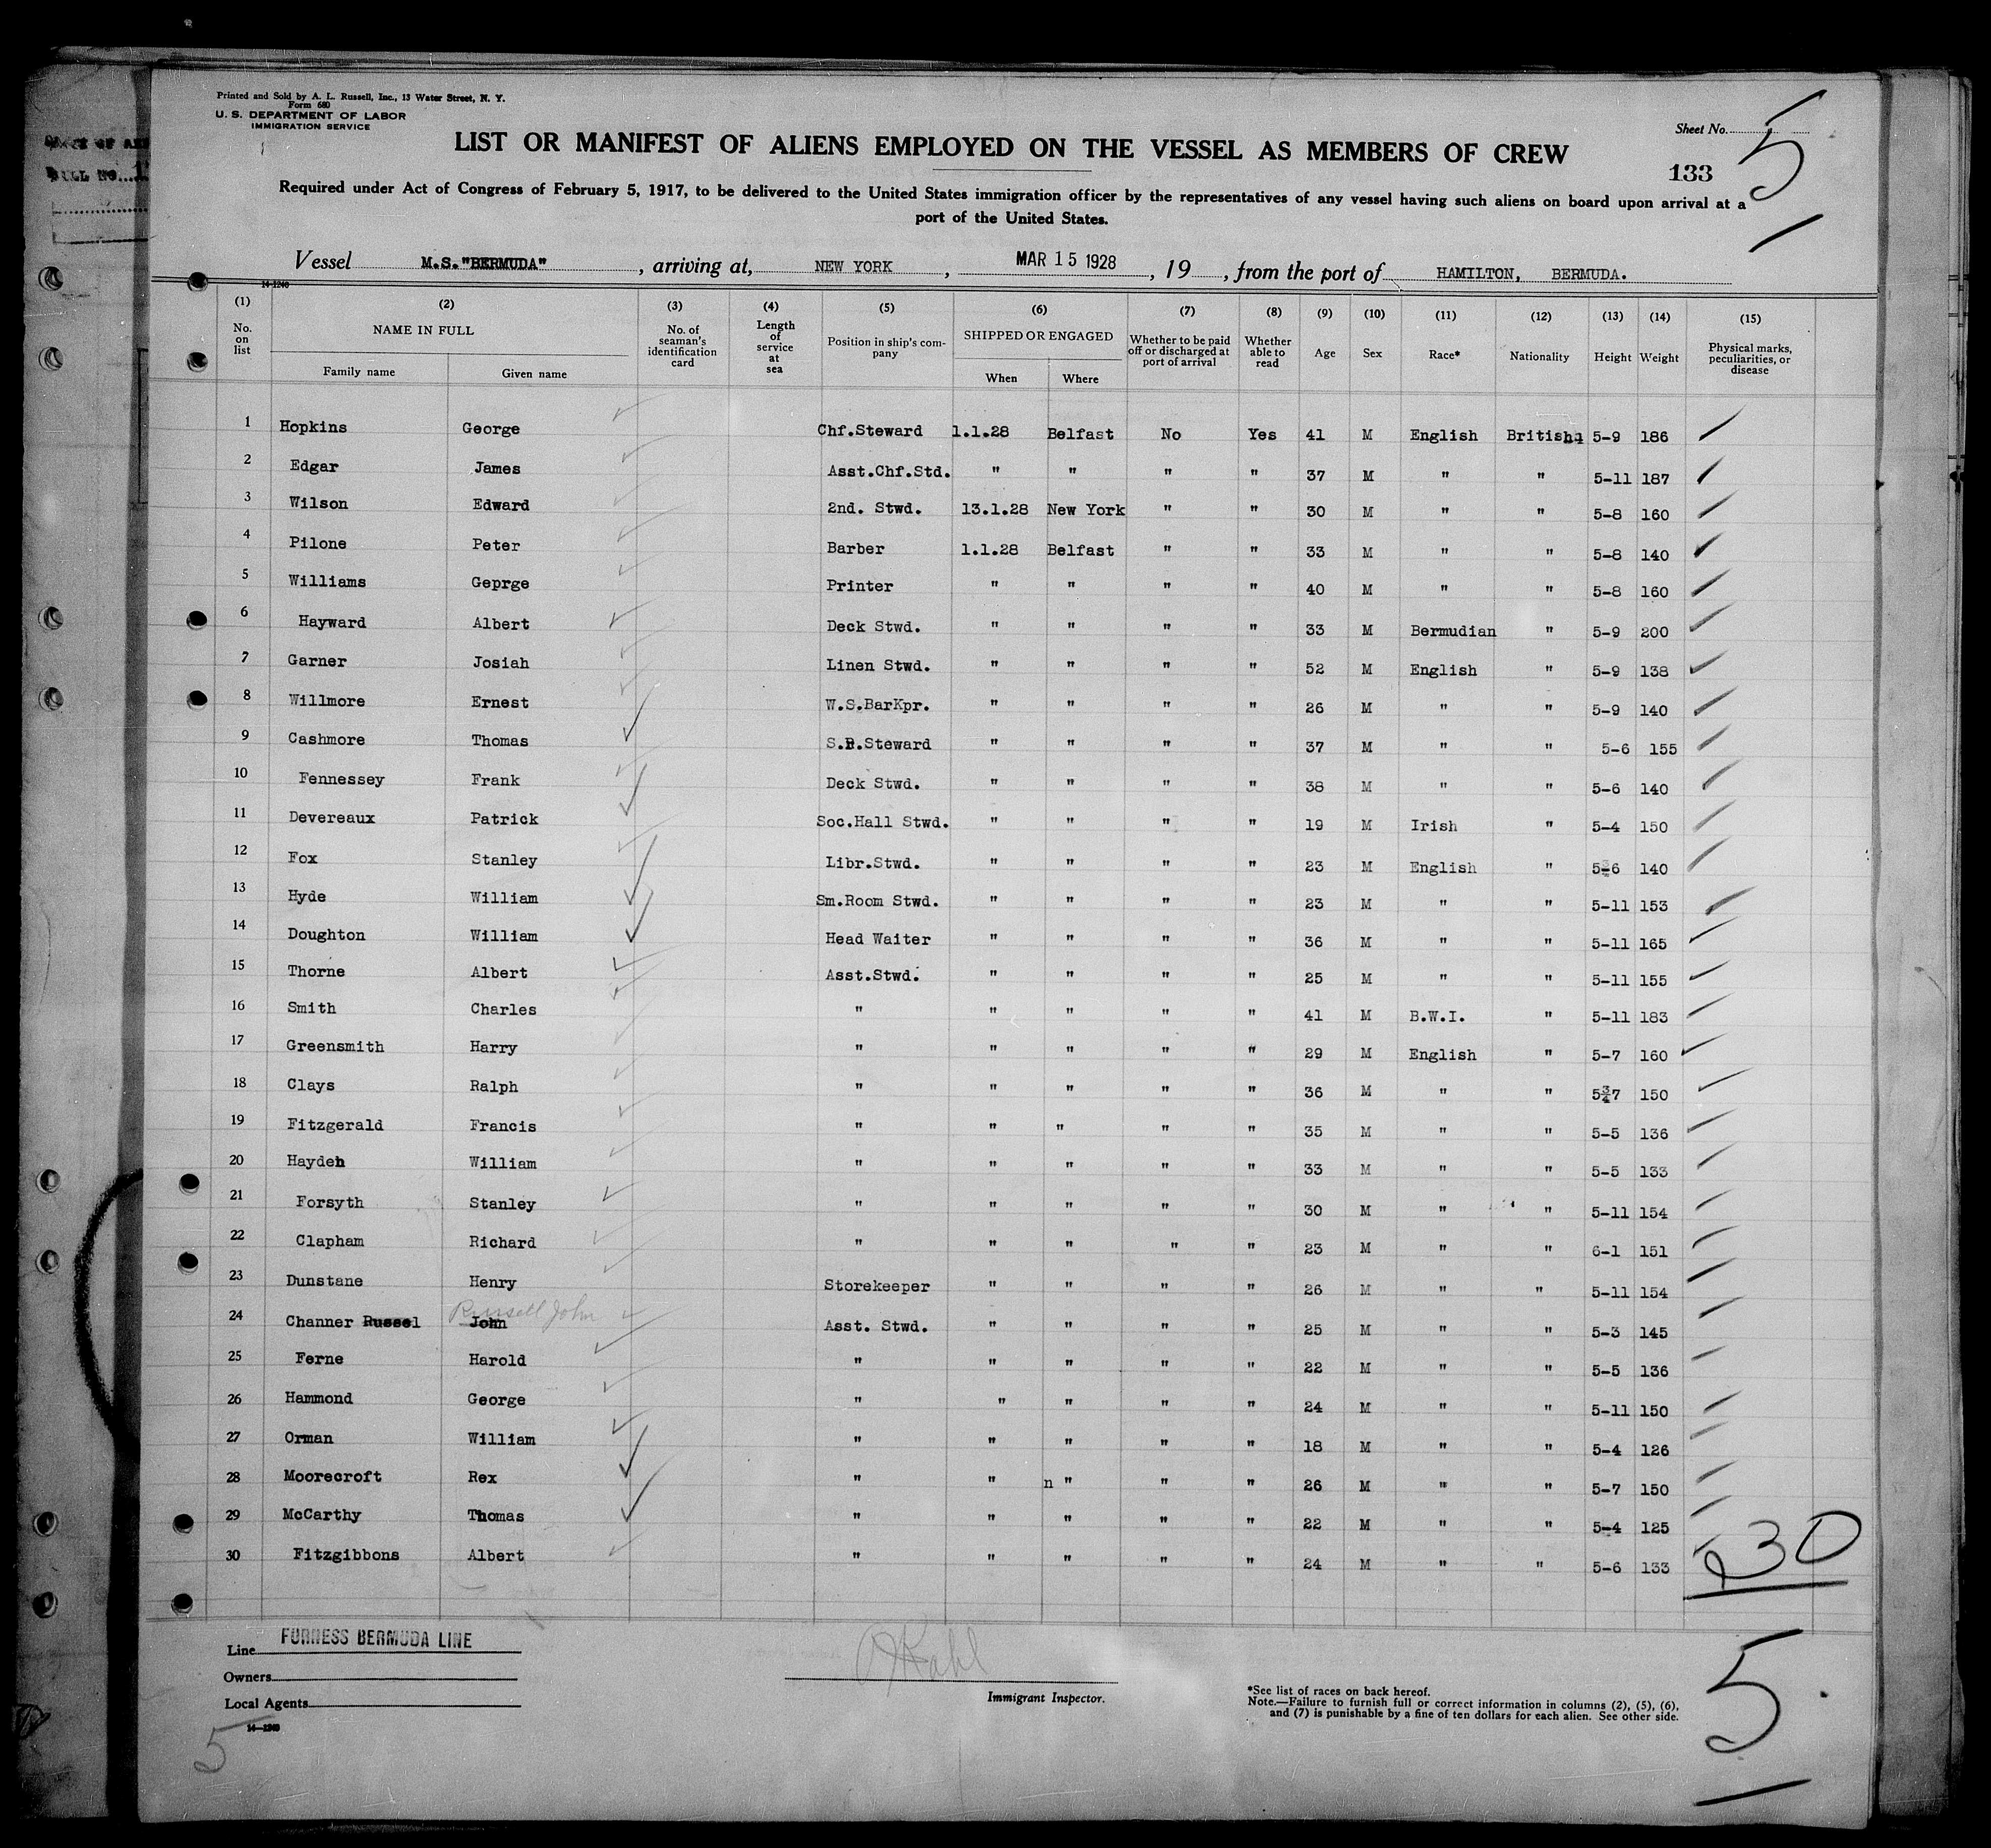 Printed and Sold by A. L. Russell, Inc., 13 Water Street, N. Y.
Form 680
U. S. DEPARTMENT OF LABOR
IMMIGRATION SERVICE
Sheet No. 5
LIST OR MANIFEST OF ALIENS EMPLOYED ON THE VESSEL AS MEMBERS OF CREW
133
Required under Act of Congress of February 5, 1917, to be delivered to the United States immigration officer by the representatives of any vessel having such aliens on board upon arrival at a
port of the United States.
Vessel M.S."BERMUDA", arriving at, NEW YORK, MAR 15 1928, 19, from the port of HAMILTON, BERMUDA.
14-1240
(1) (2) (3) (4) (5) (6) (7) (8) (9) (10) (11) (12) (13) (14) (15)
No. on list NAME IN FULL Family name Given name No. of seaman's identification card Length of service at sea Position in ship's company SHIPPED OR ENGAGED When Where Whether to be paid off or discharged at port of arrival Whether able to read Age Sex Race* Nationality Height Weight Physical marks, peculiarities, or disease
1 Hopkins George Chf.Steward 1.1.28 Belfast No Yes 41 M English British 5-9 186
2 Edgar James Asst.Chf.Std. " " " " 37 M " " 5-11 187
3 Wilson Edward 2nd. Stwd. 13.1.28 New York " " 30 M " " 5-8 160
4 Pilone Peter Barber 1.1.28 Belfast " " 33 M " " 5-8 140
5 Williams Geprge Printer " " " " 40 M " " 5-8 160
6 Hayward Albert Deck Stwd. " " " " 33 M Bermudian " 5-9 200
7 Garner Josiah Linen Stwd. " " " " 52 M English " 5-9 138
8 Willmore Ernest W.S.BarKpr. " " " " 26 M " " 5-9 140
9 Cashmore Thomas S.R.Steward " " " " 37 M " " 5-6 155
10 Fennessey Frank Deck Stwd. " " " " 38 M " " 5-6 140
11 Devereaux Patrick Soc.Hall Stwd. " " " " 19 M Irish " 5-4 150
12 Fox Stanley Libr.Stwd. " " " " 23 M English " 5-6 140
13 Hyde William Sm.Room Stwd. " " " " 23 M " " 5-11 153
14 Doughton William Head Waiter " " " " 36 M " " 5-11 165
15 Thorne Albert Asst.Stwd. " " " " 25 M " " 5-11 155
16 Smith Charles " " " " " 41 M B.W.I. " 5-11 183
17 Greensmith Harry " " " " " 29 M English " 5-7 160
18 Clays Ralph " " " " " 36 M " " 5¾7 150
19 Fitzgerald Francis " " " " " 35 M " " 5-5 136
20 Hayden William " " " " " 33 M " " 5-5 133
21 Forsyth Stanley " " " " " 30 M " " 5-11 154
22 Clapham Richard " " " " " 23 M " " 6-1 151
23 Dunstane Henry Storekeeper " " " " 26 M " " 5-11 154
Russell John
24 Channer Russel John Asst. Stwd. " " " " 25 M " " 5-3 145
25 Ferne Harold " " " " " 22 M " " 5-5 136
26 Hammond George " " " " " 24 M " " 5-11 150
27 Orman William " " " " " 18 M " " 5-4 126
28 Moorecroft Rex " " n " " " 26 M " " 5-7 150
29 McCarthy Thomas " " " " " 22 M " " 5-4 125
30 Fitzgibbons Albert " " " " " 24 M " " 5-6 133
30
Line FURNESS BERMUDA LINE
Owners
Local Agents
14-1240
5
Immigrant Inspector.
*See list of races on back hereof.
Note.—Failure to furnish full or correct information in columns (2), (5), (6),
and (7) is punishable by a fine of ten dollars for each alien. See other side.
5